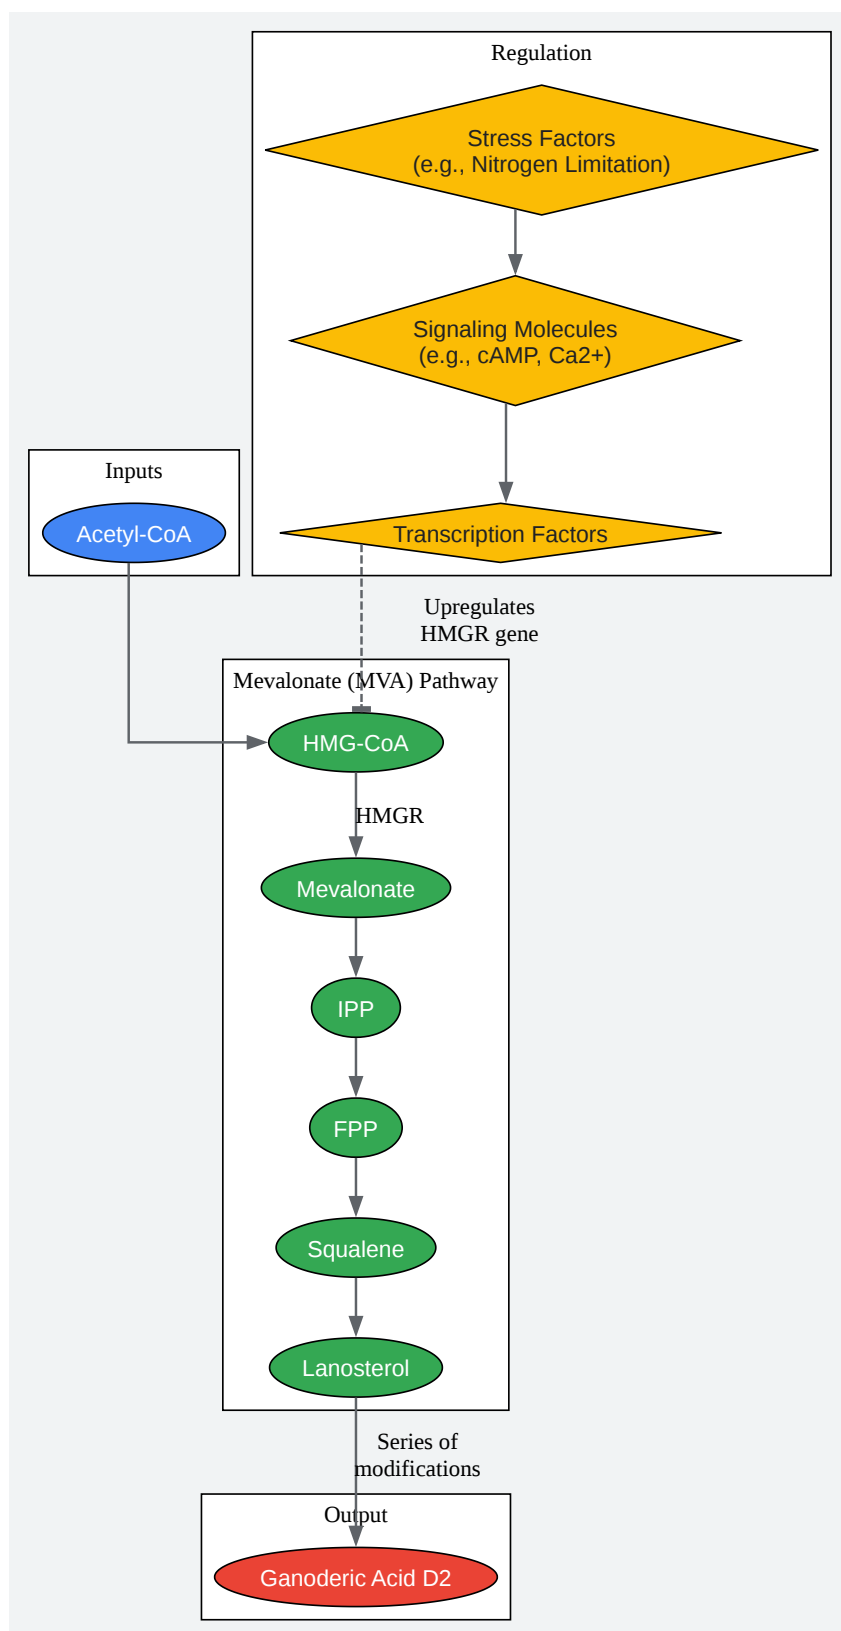 Regulation
Stress Factors
(e.g., Nitrogen Limitation)
Signaling Molecules
(e.g., cAMP, Ca2+)
Inputs
Acetyl-CoA
Transcription Factors
Upregulates
HMGR gene
Mevalonate (MVA) Pathway
HMG-CoA
HMGR
Mevalonate
IPP
FPP
Squalene
Lanosterol
Series of
modifications
Output
Ganoderic Acid D2